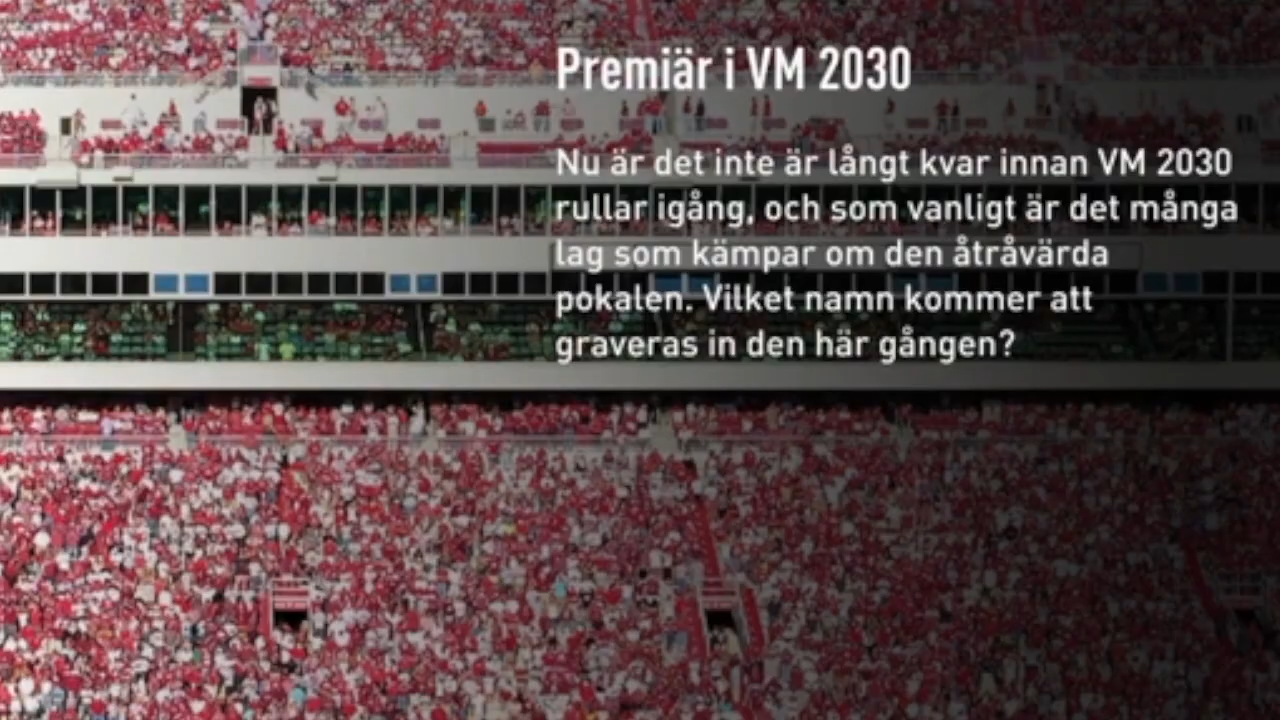 Premiär i VM 2030
Nu är det inte är långt kvar innan VM 2030
rullar igång, och som vanligt är det många
lag som kämpar om den åtråvärda
pokalen. Vilket namn kommer att
graveras in den här gången?